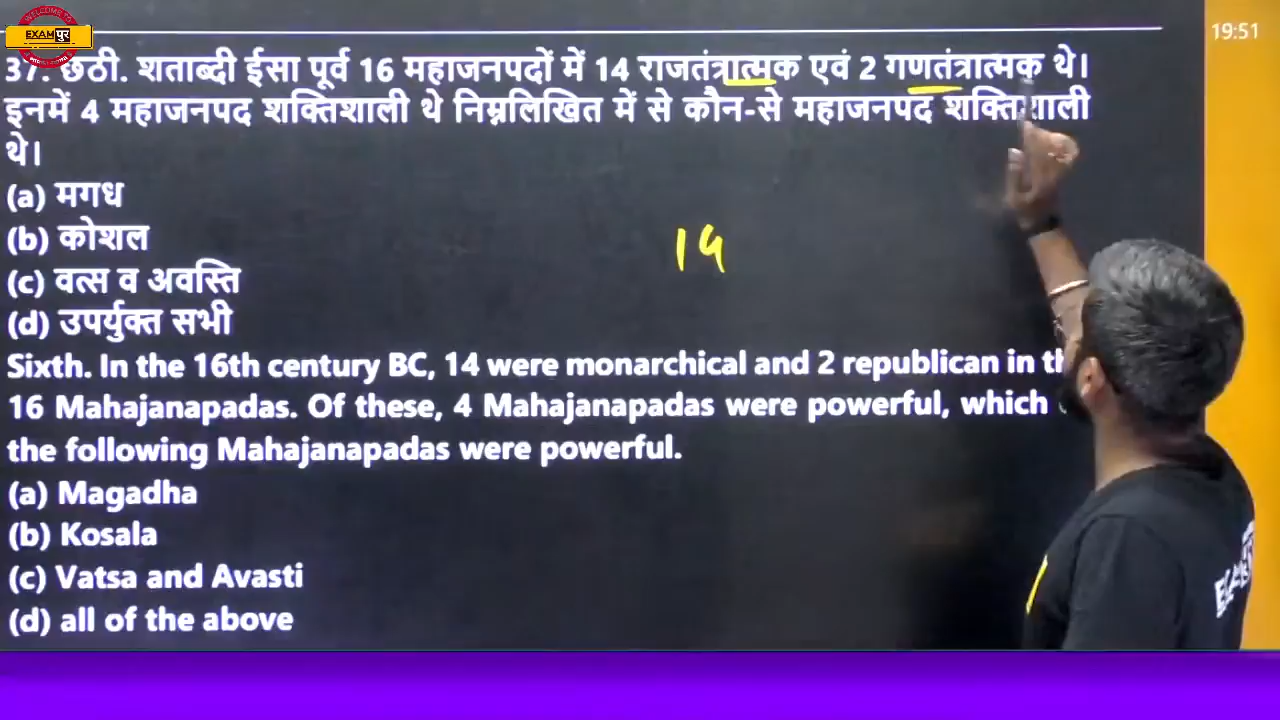 WELCOME TO
EXAMपुर
19:51
37. छठी. शताब्दी ईसा पूर्व 16 महाजनपदों में 14 राजतंत्रात्मक एवं 2 गणतंत्रात्मक थे।
इनमें 4 महाजनपद शक्तिशाली थे निम्नलिखित में से कौन-से महाजनपद शक्तिशाली
थे।
(a) मगध
(b) कोशल
14
(c) वत्स व अवस्ति
(d) उपर्युक्त सभी
Sixth. In the 16th century BC, 14 were monarchical and 2 republican in th
16 Mahajanapadas. Of these, 4 Mahajanapadas were powerful, which
the following Mahajanapadas were powerful.
(a) Magadha
(b) Kosala
(c) Vatsa and Avasti
(d) all of the above